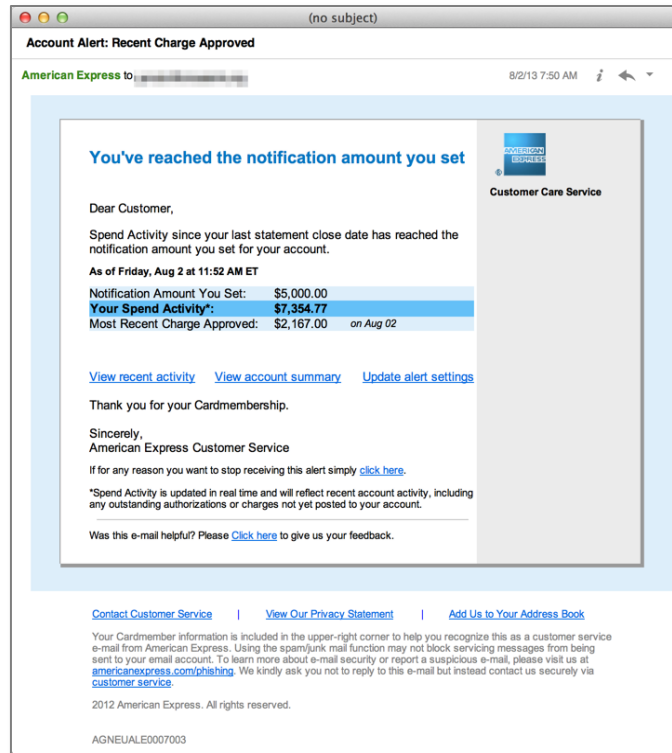 (no subject)
Account Alert: Recent Charge Approved
American Express to
8/2/13 7:50 AM
You've reached the notification amount you set
AMERICAN
EXPRESS
®
Customer Care Service
Dear Customer,
Spend Activity since your last statement close date has reached the
notification amount you set for your account.
As of Friday, Aug 2 at 11:52 AM ET
Notification Amount You Set: $5,000.00
Your Spend Activity*: $7,354.77
Most Recent Charge Approved: $2,167.00 on Aug 02
View recent activity View account summary Update alert settings
Thank you for your Cardmembership.
Sincerely,
American Express Customer Service
If for any reason you want to stop receiving this alert simply click here.
*Spend Activity is updated in real time and will reflect recent account activity, including
any outstanding authorizations or charges not yet posted to your account.
Was this e-mail helpful? Please Click here to give us your feedback.
Contact Customer Service | View Our Privacy Statement | Add Us to Your Address Book
Your Cardmember information is included in the upper-right corner to help you recognize this as a customer service
e-mail from American Express. Using the spam/junk mail function may not block servicing messages from being
sent to your email account. To learn more about e-mail security or report a suspicious e-mail, please visit us at
americanexpress.com/phishing. We kindly ask you not to reply to this e-mail but instead contact us securely via
customer service.
2012 American Express. All rights reserved.
AGNEUALE0007003